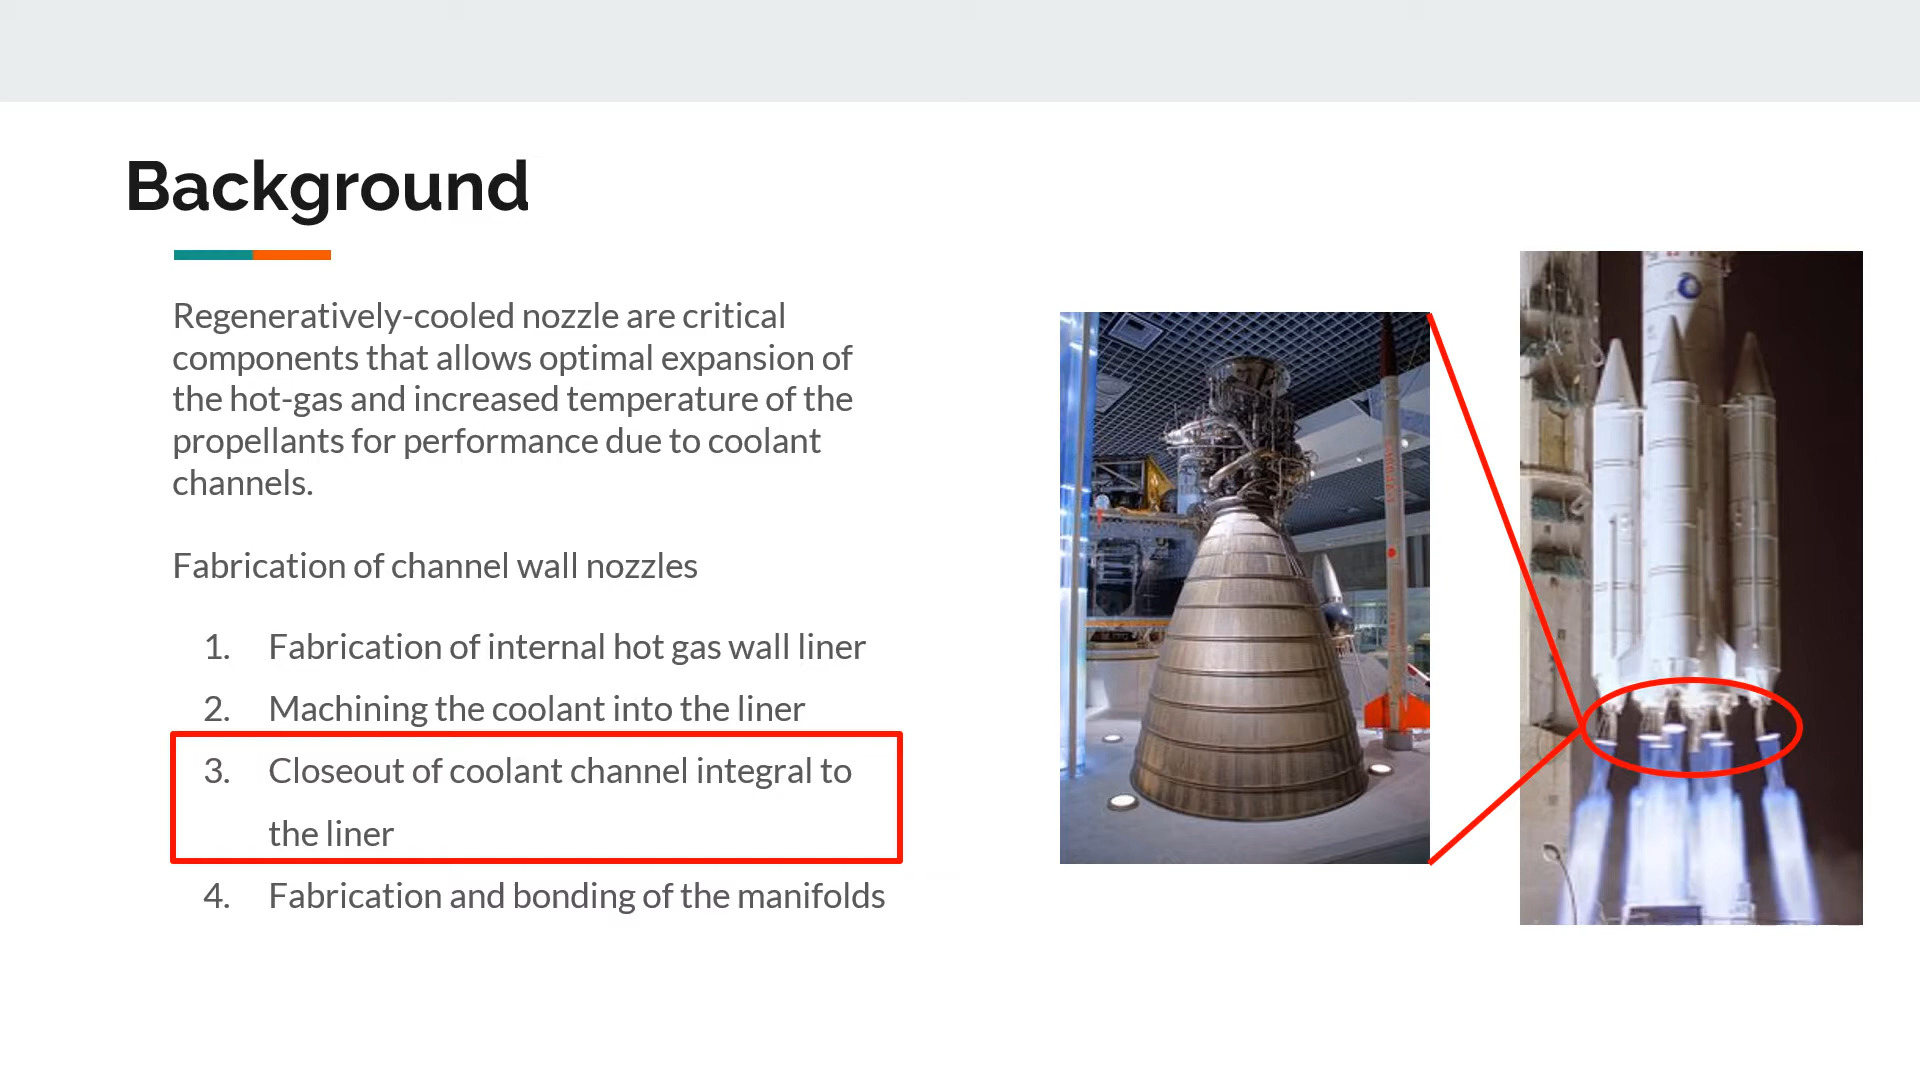 Background
Regeneratively-cooled nozzle are critical
components that allows optimal expansion of
the hot-gas and increased temperature of the
propellants for performance due to coolant
channels.
Fabrication of channel wall nozzles
1. Fabrication of internal hot gas wall liner
2. Machining the coolant into the liner
3. Closeout of coolant channel integral to
the liner
4. Fabrication and bonding of the manifolds